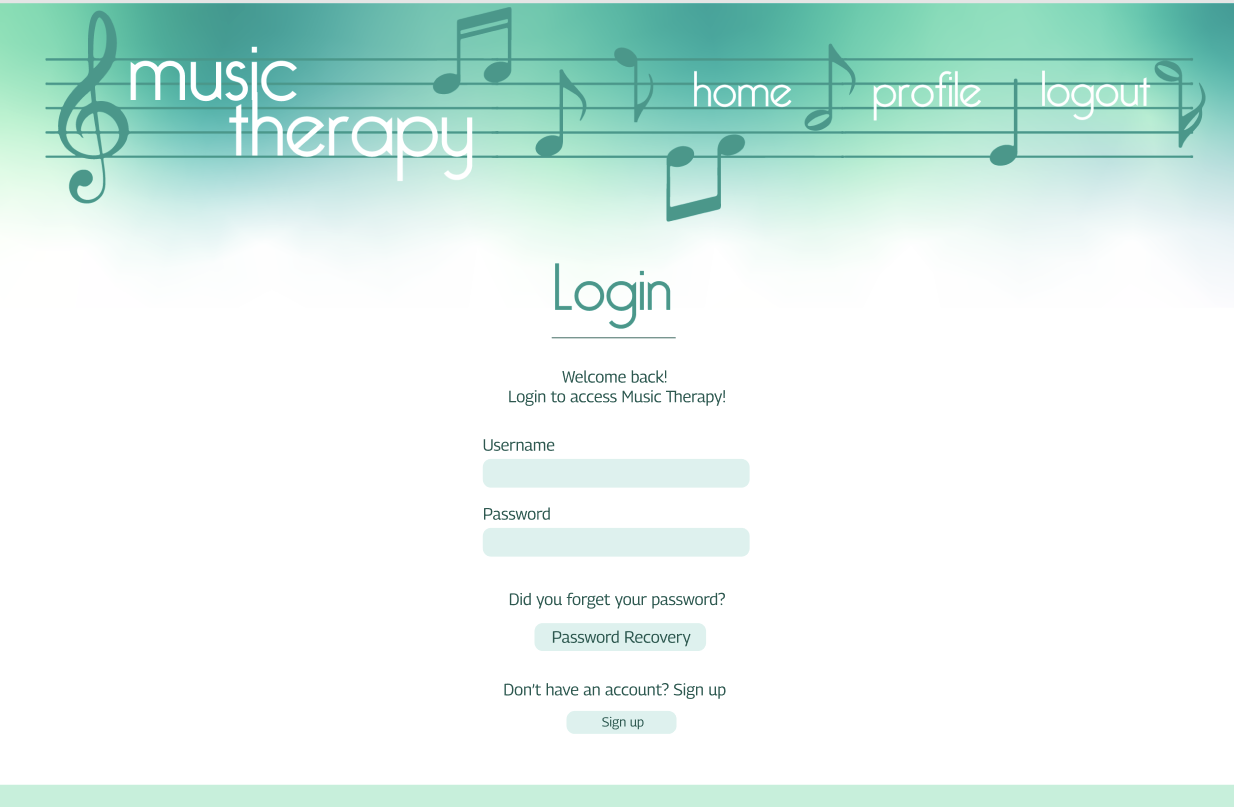 music
therapy
home profile logout
Login
Welcome back!
Login to access Music Therapy!
Username
Password
Did you forget your password?
Password Recovery
Don't have an account? Sign up
Sign up